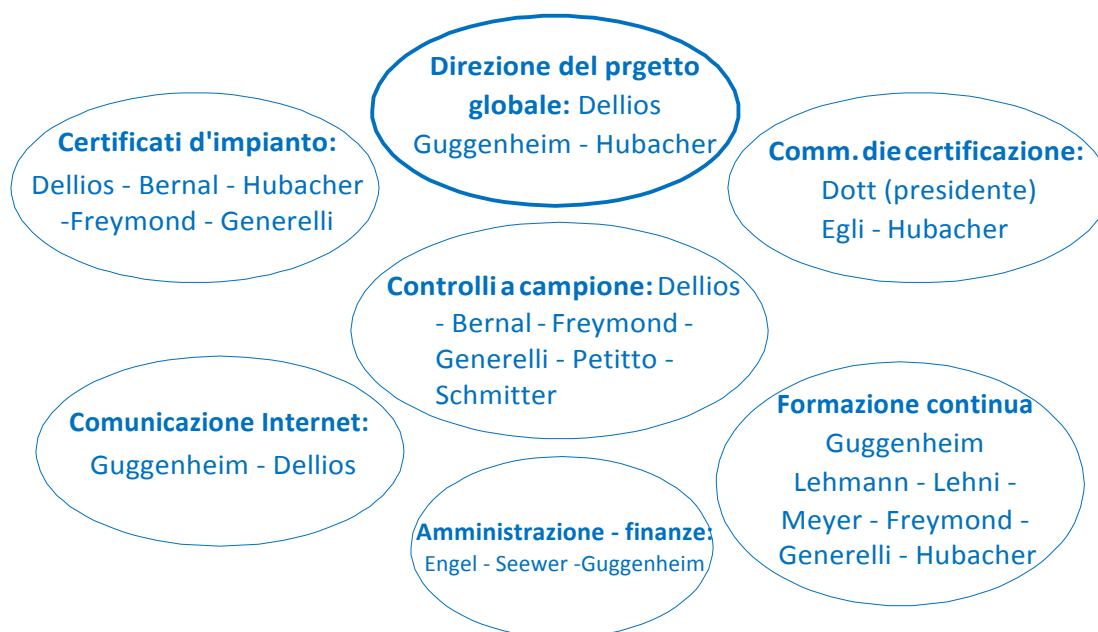 Direzione del prgetto
globale: Dellios
Guggenheim - Hubacher
Certificati d'impianto:
Dellios - Bernal - Hubacher
-Freymond - Generelli
Comm. die certificazione:
Dott (presidente)
Egli - Hubacher
Controlli a campione: Dellios
- Bernal - Freymond -
Generelli - Petitto -
Schmitter
Comunicazione Internet:
Guggenheim - Dellios
Formazione continua
Guggenheim
Lehmann - Lehni -
Meyer - Freymond -
Generelli - Hubacher
Amministrazione - finanze:
Engel - Seewer -Guggenheim